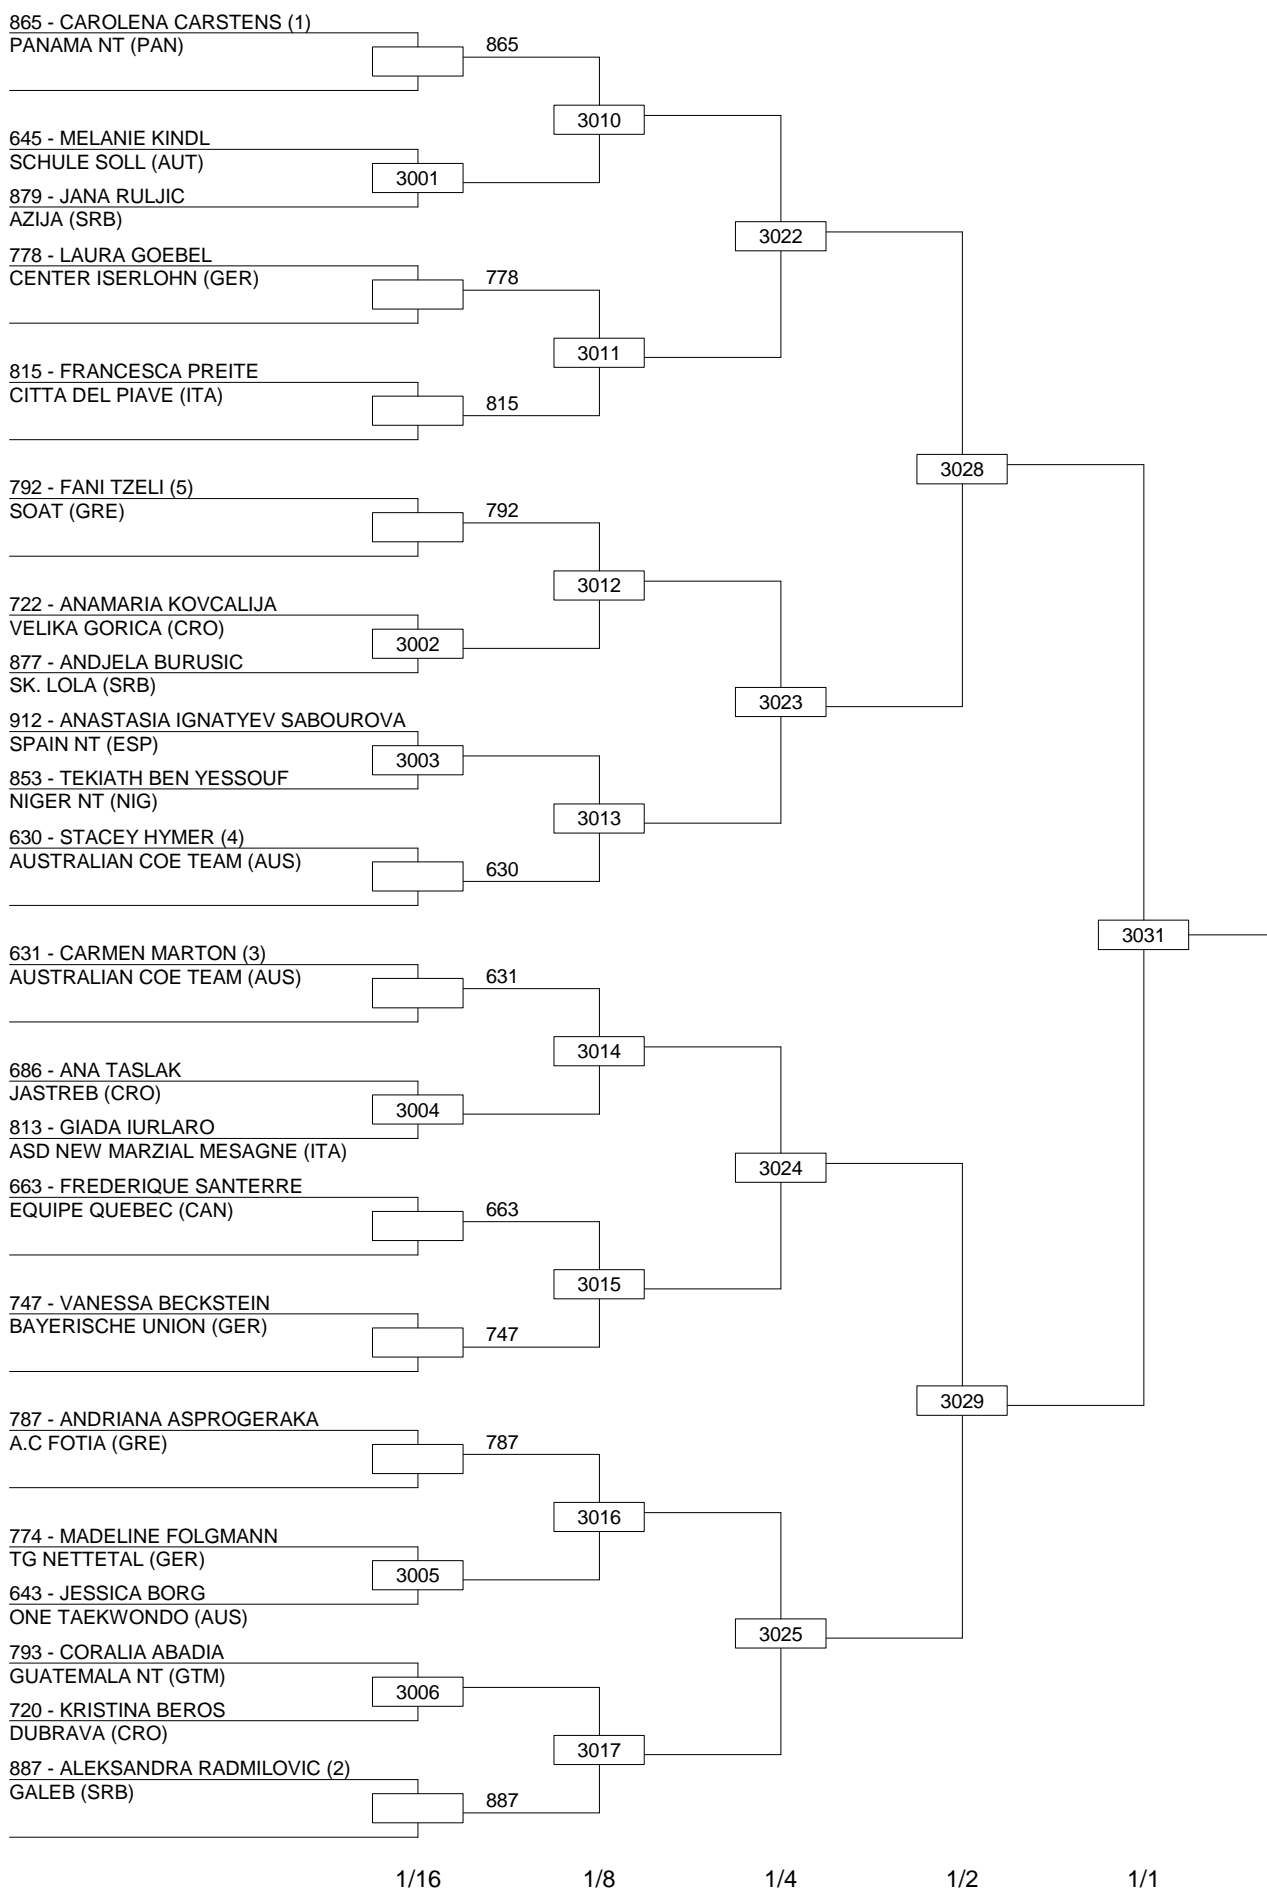 865 - CAROLENA CARSTENS (1)
PANAMA NT (PAN)
865
3010
645 - MELANIE KINDL
SCHULE SOLL (AUT)
3001
879 - JANA RULJIC
AZIJA (SRB)
3022
778 - LAURA GOEBEL
CENTER ISERLOHN (GER)
778
3011
815 - FRANCESCA PREITE
CITTA DEL PIAVE (ITA)
815
3028
792 - FANI TZELI (5)
SOAT (GRE)
792
3012
722 - ANAMARIA KOVCALIJA
VELIKA GORICA (CRO)
3002
877 - ANDJELA BURUSIC
SK. LOLA (SRB)
3023
912 - ANASTASIA IGNATYEV SABOUROVA
SPAIN NT (ESP)
3003
853 - TEKIATH BEN YESSOUF
NIGER NT (NIG)
3013
630 - STACEY HYMER (4)
AUSTRALIAN COE TEAM (AUS)
630
3031
631 - CARMEN MARTON (3)
AUSTRALIAN COE TEAM (AUS)
631
3014
686 - ANA TASLAK
JASTREB (CRO)
3004
813 - GIADA IURLARO
ASD NEW MARZIAL MESAGNE (ITA)
3024
663 - FREDERIQUE SANTERRE
EQUIPE QUEBEC (CAN)
663
3015
747 - VANESSA BECKSTEIN
BAYERISCHE UNION (GER)
747
3029
787 - ANDRIANA ASPROGERAKA
A.C FOTIA (GRE)
787
3016
774 - MADELINE FOLGMANN
TG NETTETAL (GER)
3005
643 - JESSICA BORG
ONE TAEKWONDO (AUS)
3025
793 - CORALIA ABADIA
GUATEMALA NT (GTM)
3006
720 - KRISTINA BEROS
DUBRAVA (CRO)
3017
887 - ALEKSANDRA RADMILOVIC (2)
GALEB (SRB)
887
1/16 1/8 1/4 1/2 1/1